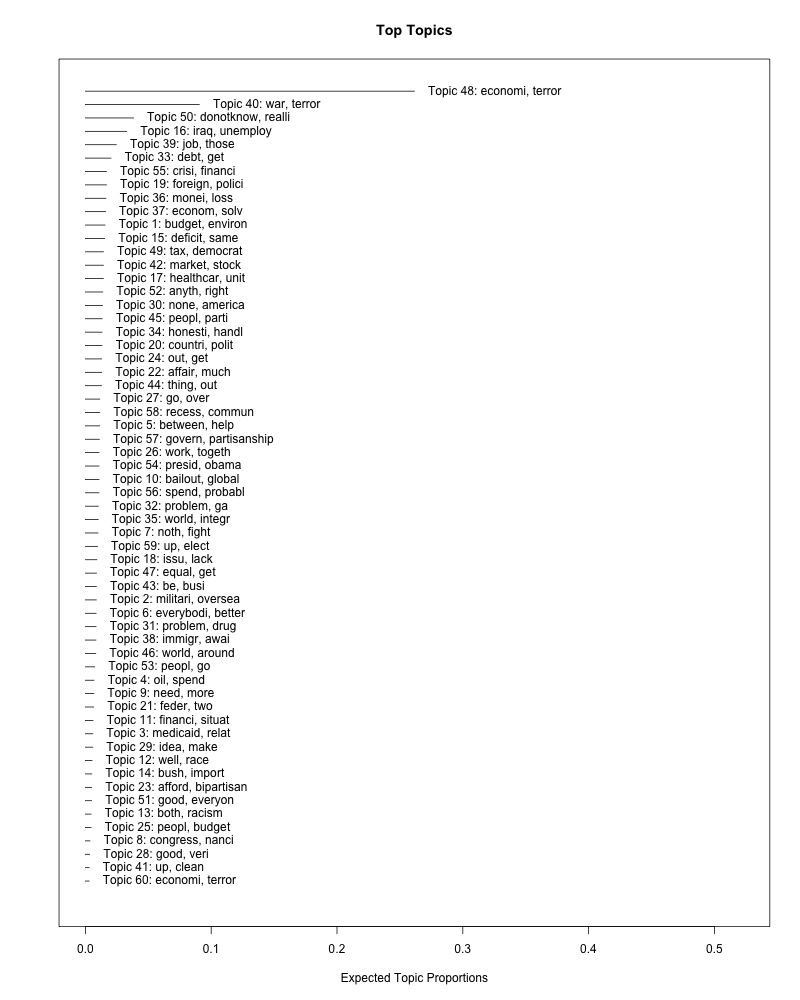 Top Topics
Topic 48: economi, terror
Topic 40: war, terror
Topic 50: donotknow, realli
Topic 16: iraq, unemploy
Topic 39: job, those
Topic 33: debt, get
Topic 55: crisi, financi
Topic 19: foreign, polici
Topic 36: monei, loss
Topic 37: econom, solv
Topic 1: budget, environ
Topic 15: deficit, same
Topic 49: tax, democrat
Topic 42: market, stock
Topic 17: healthcar, unit
Topic 52: anyth, right
Topic 30: none, america
Topic 45: peopl, parti
Topic 34: honesti, handl
Topic 20: countri, polit
Topic 24: out, get
Topic 22: affair, much
Topic 44: thing, out
Topic 27: go, over
Topic 58: recess, commun
Topic 5: between, help
Topic 57: govern, partisanship
Topic 26: work, togeth
Topic 54: presid, obama
Topic 10: bailout, global
Topic 56: spend, probabl
Topic 32: problem, ga
Topic 35: world, integr
Topic 7: noth, fight
Topic 59: up, elect
Topic 18: issu, lack
Topic 47: equal, get
Topic 43: be, busi
Topic 2: militari, oversea
Topic 6: everybodi, better
Topic 31: problem, drug
Topic 38: immigr, awai
Topic 46: world, around
Topic 53: peopl, go
Topic 4: oil, spend
Topic 9: need, more
Topic 21: feder, two
Topic 11: financi, situat
Topic 3: medicaid, relat
Topic 29: idea, make
Topic 12: well, race
Topic 14: bush, import
Topic 23: afford, bipartisan
Topic 51: good, everyon
Topic 13: both, racism
Topic 25: peopl, budget
Topic 8: congress, nanci
Topic 28: good, veri
Topic 41: up, clean
Topic 60: economi, terror
0.0 0.1 0.2 0.3 0.4 0.5
Expected Topic Proportions